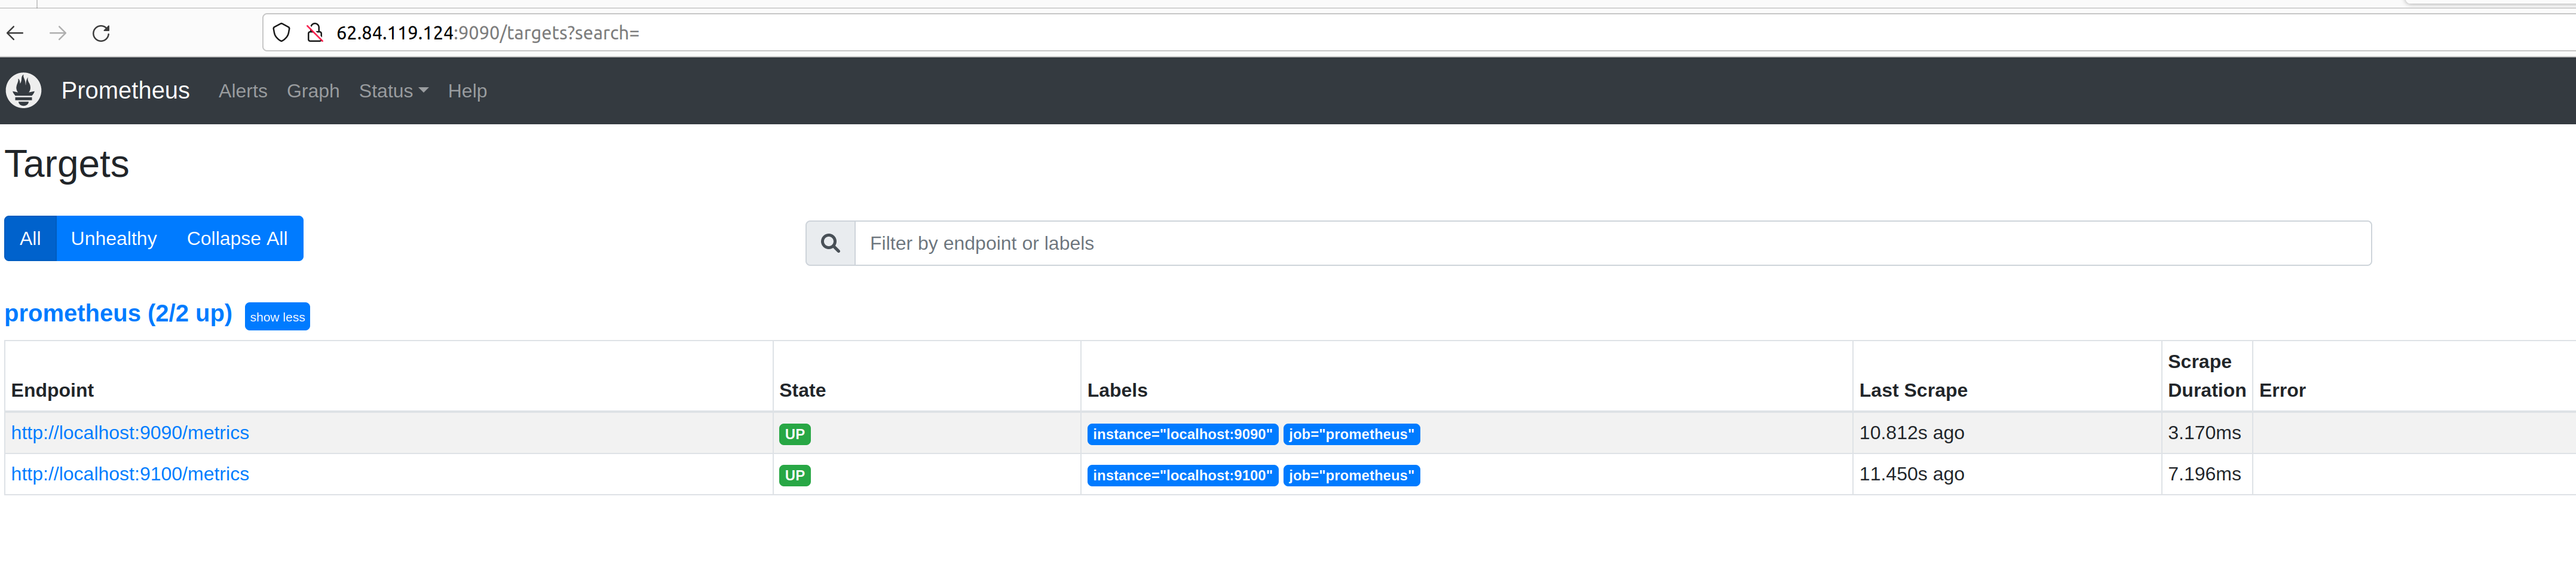 62.84.119.124:9090/targets?search=
Prometheus Alerts Graph Status Help
Targets
All Unhealthy Collapse All
Filter by endpoint or labels
prometheus (2/2 up) show less
Endpoint State Labels Last Scrape Scrape Duration Error
http://localhost:9090/metrics UP instance="localhost:9090" job="prometheus" 10.812s ago 3.170ms
http://localhost:9100/metrics UP instance="localhost:9100" job="prometheus" 11.450s ago 7.196ms